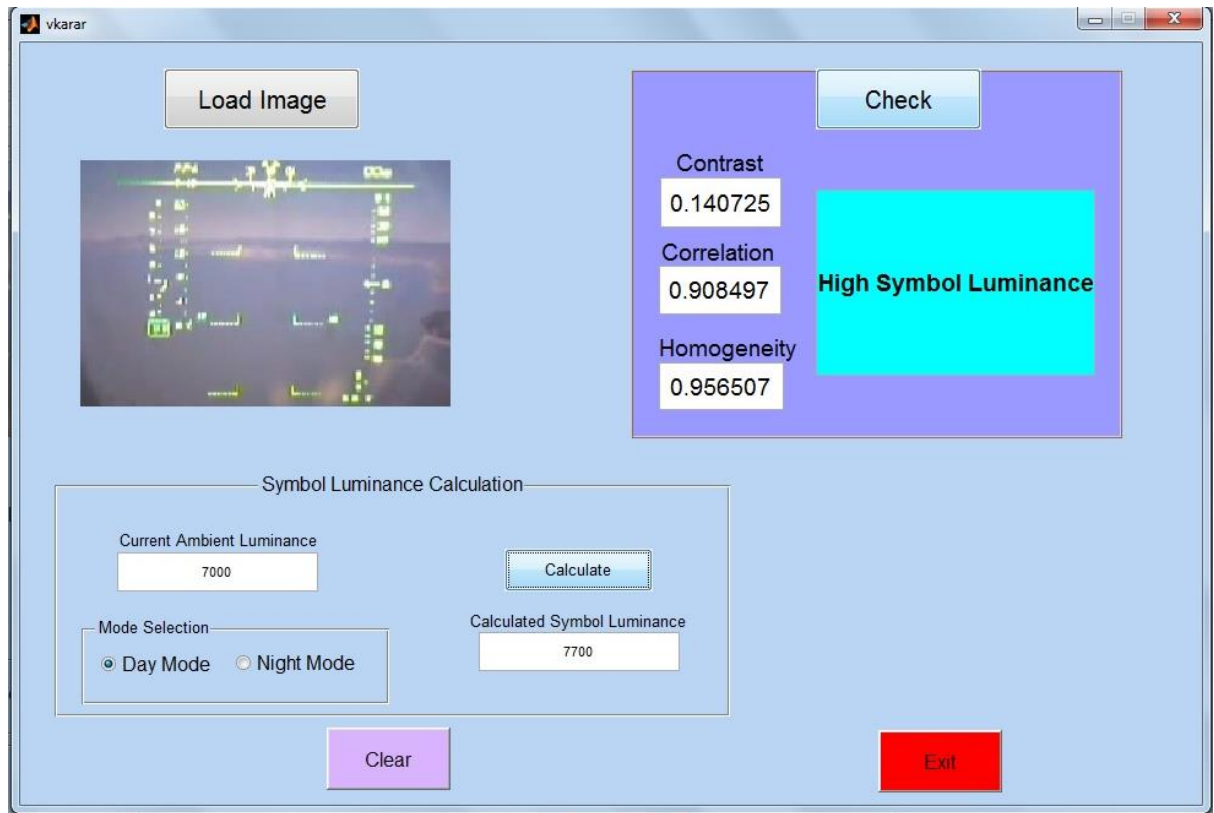 vkarar
Load Image
Check
Contrast
0.140725
Correlation
0.908497
Homogeneity
0.956507
High Symbol Luminance
Symbol Luminance Calculation
Current Ambient Luminance
7000
Calculate
Mode Selection
Day Mode
Night Mode
Calculated Symbol Luminance
7700
Clear
Exit